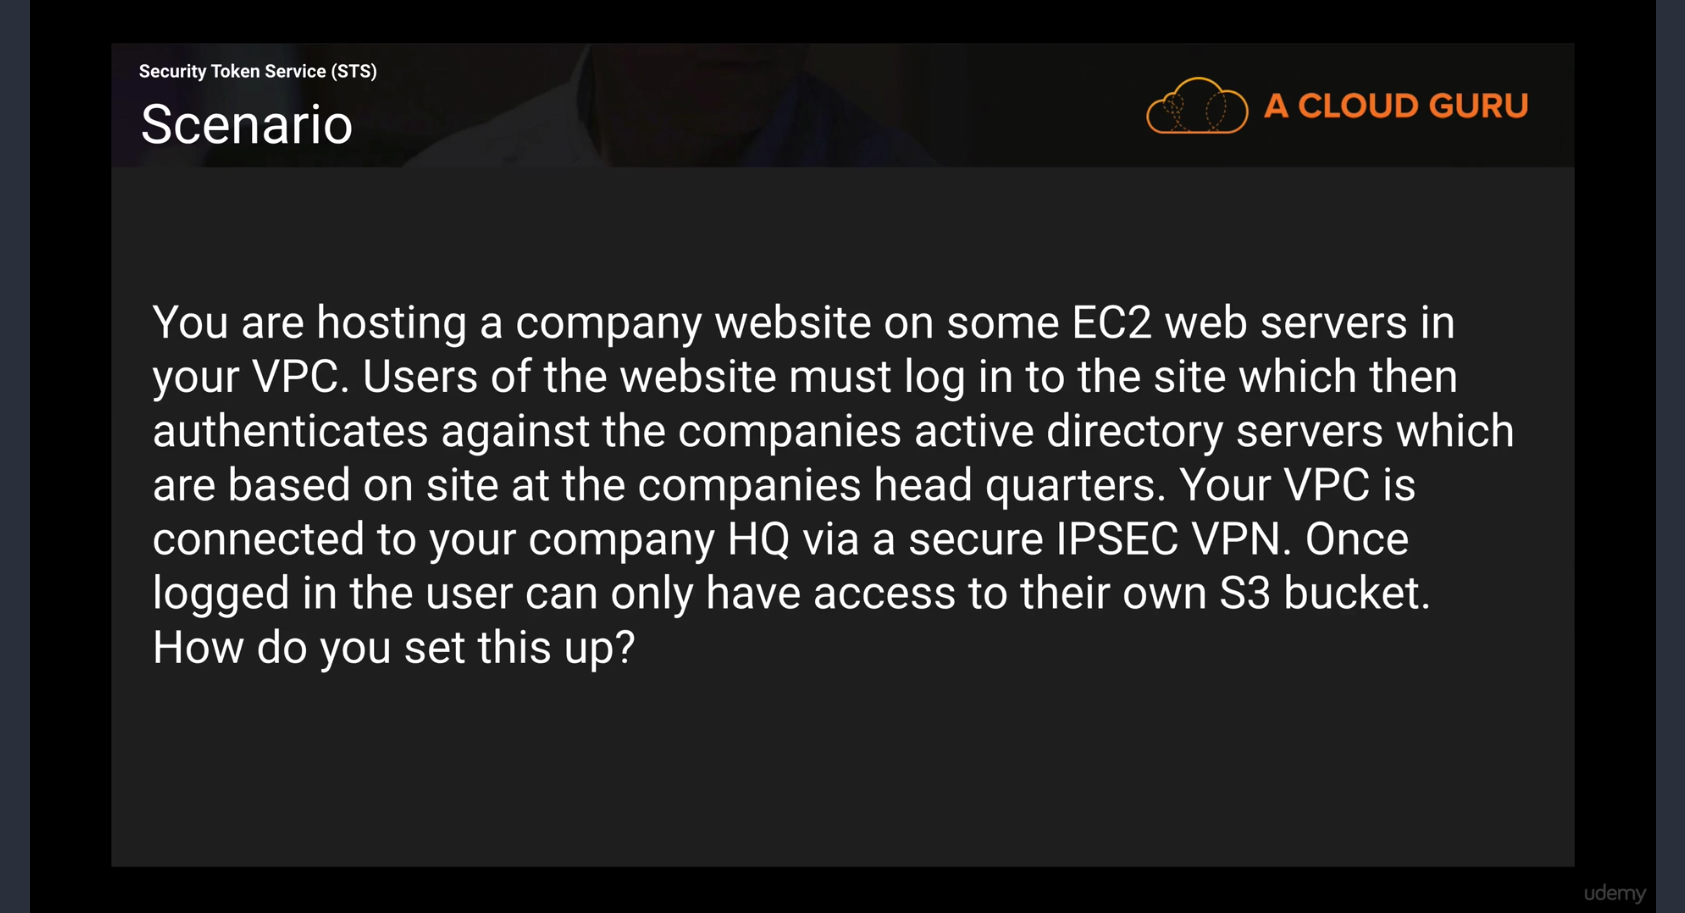 Security Token Service (STS)
Scenario
A CLOUD GURU
You are hosting a company website on some EC2 web servers in
your VPC. Users of the website must log in to the site which then
authenticates against the companies active directory servers which
are based on site at the companies head quarters. Your VPC is
connected to your company HQ via a secure IPSEC VPN. Once
logged in the user can only have access to their own S3 bucket.
How do you set this up?
udemy